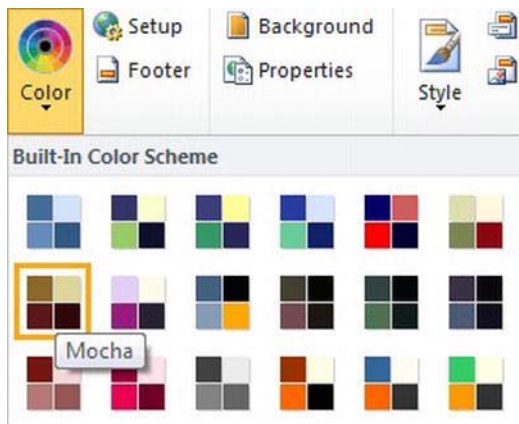 Setup
Background
Footer
Properties
Color
Style
Built-In Color Scheme
Mocha